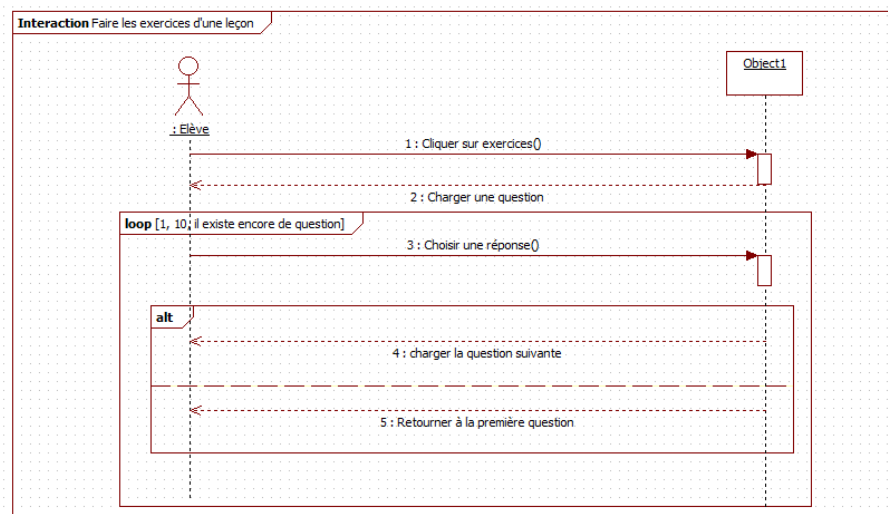 Interaction Faire les exercices d'une leçon
Object1
: Elève
1 : Cliquer sur exercices()
2 : Charger une question
loop [1, 10, il existe encore de question]
3 : Choisir une réponse()
alt
4 : charger la question suivante
5 : Retourner à la première question